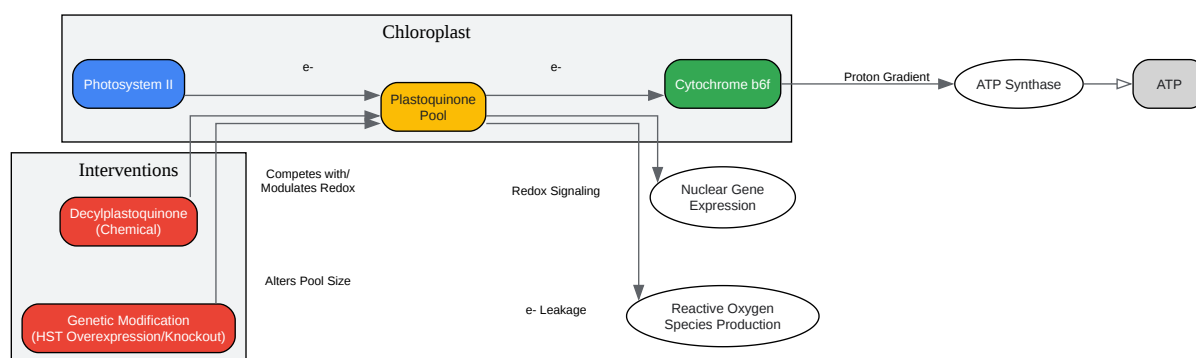 Chloroplast
Photosystem II
e-
e-
Cytochrome b6f
Proton Gradient
ATP Synthase
ATP
Plastoquinone
Pool
Interventions
Decylplastoquinone
(Chemical)
Competes with/
Modulates Redox
Redox Signaling
Nuclear Gene
Expression
Alters Pool Size
Genetic Modification
(HST Overexpression/Knockout)
e- Leakage
Reactive Oxygen
Species Production